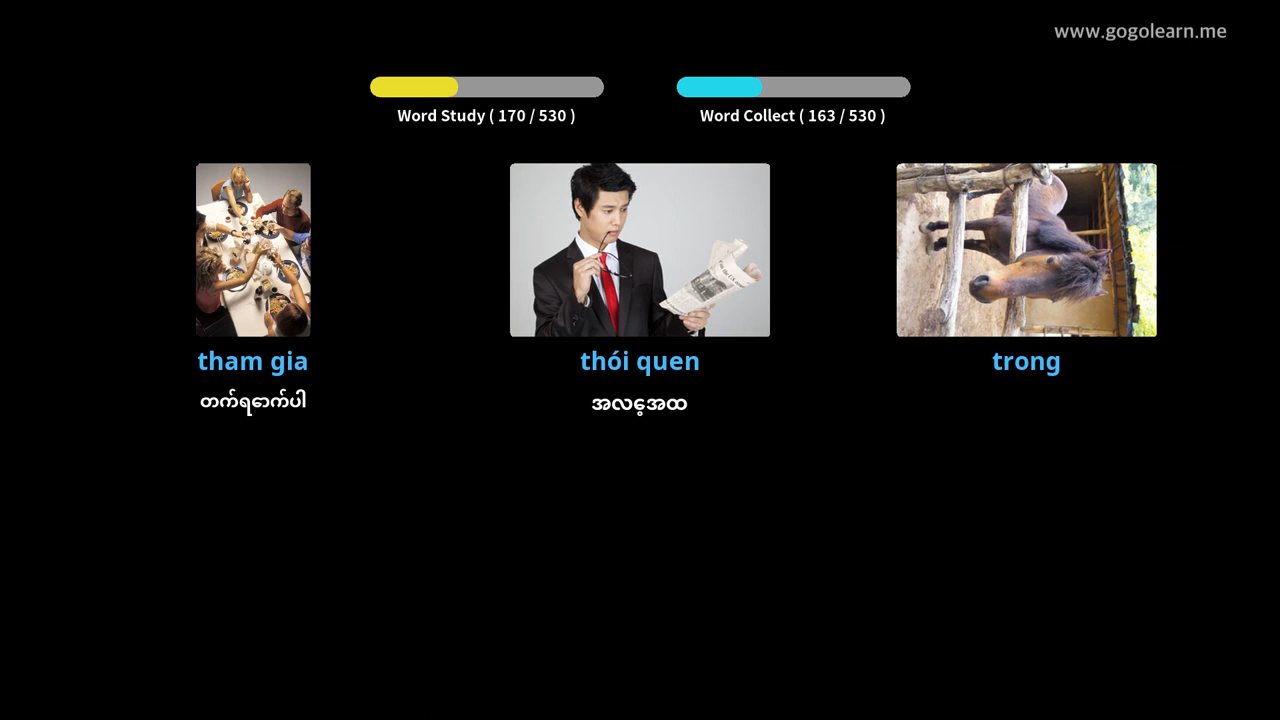 www.gogolearn.me
Word Study ( 170 / 530 )
Word Collect ( 163 / 530 )
tham gia
thói quen
trong
တက်ရောက်ပါ
အလေ့အထ